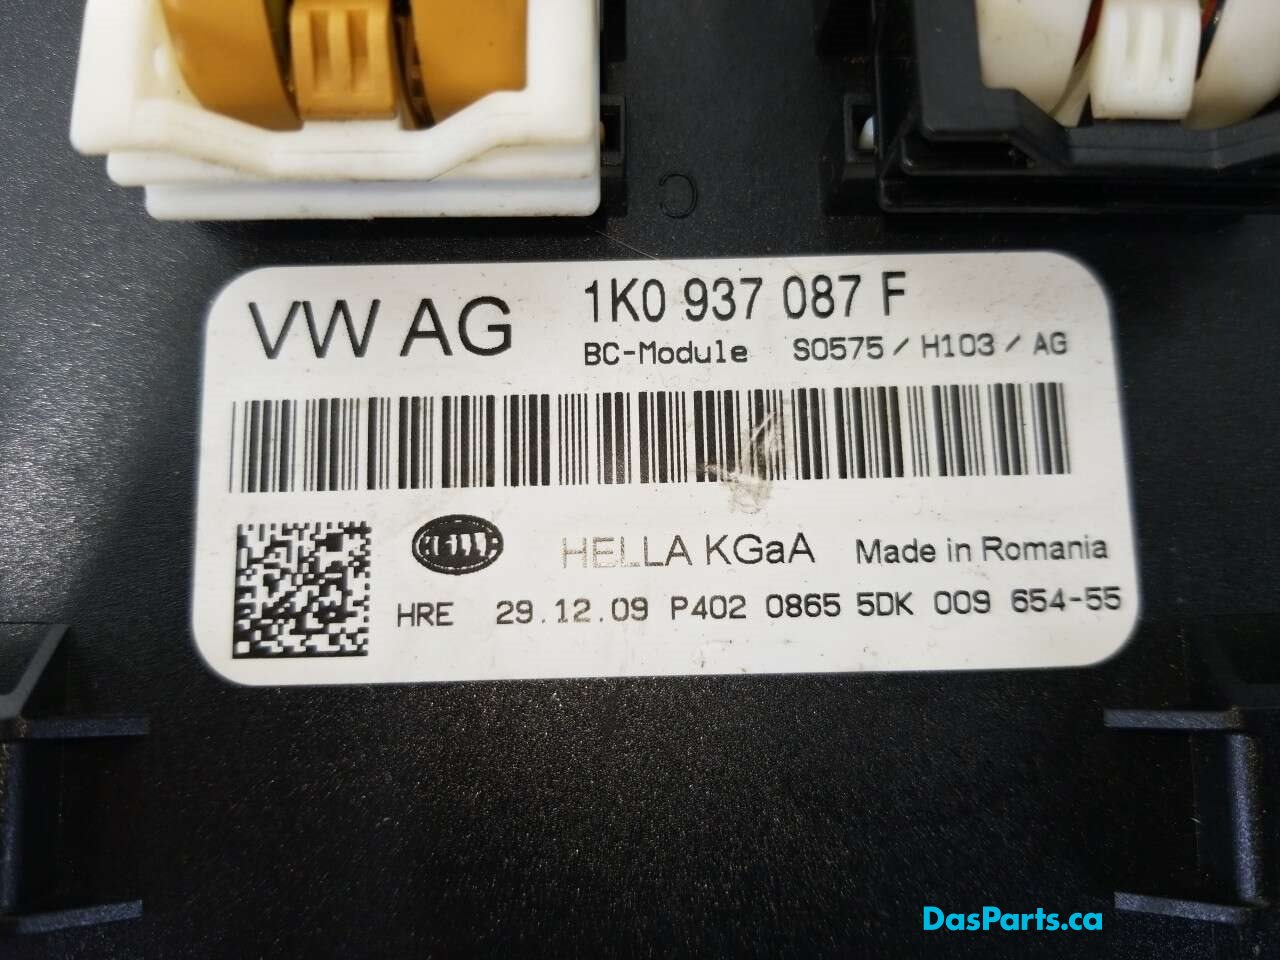 C
VW AG 1K0 937 087 F
BC-Module S0575 / H103 / AG
HELLA HELLA KGaA Made in Romania
HRE 29.12.09 P402 0865 5DK 009 654-55
DasParts.ca